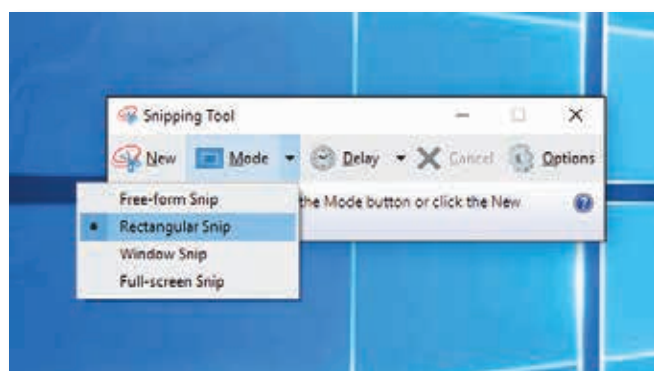 Snipping Tool
New Mode Delay Cancel Options
Free-form Snip
the Mode button or click the New
Rectangular Snip
Window Snip
Full-screen Snip